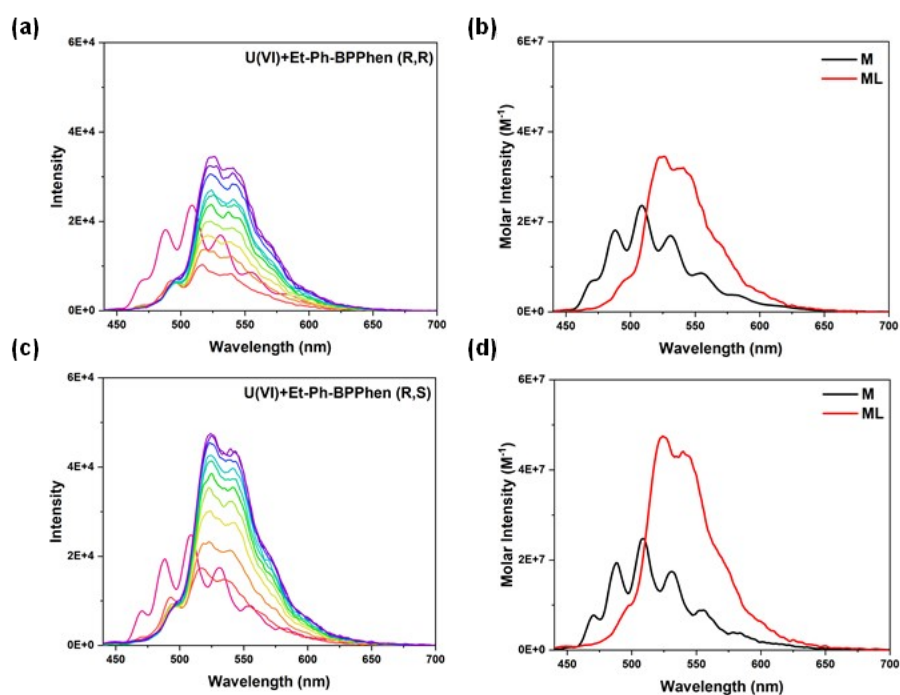 (a)
U(VI)+Et-Ph-BPPhen (R,R)
6E+4
4E+4
2E+4
0E+0
Intensity
450 500 550 600 650 700
Wavelength (nm)
(b)
M
ML
6E+7
4E+7
2E+7
0E+0
Molar Intensity (M⁻¹)
450 500 550 600 650 700
Wavelength (nm)
(c)
U(VI)+Et-Ph-BPPhen (R,S)
6E+4
4E+4
2E+4
0E+0
Intensity
450 500 550 600 650 700
Wavelength (nm)
(d)
M
ML
6E+7
4E+7
2E+7
0E+0
Molar Intensity (M⁻¹)
450 500 550 600 650 700
Wavelength (nm)